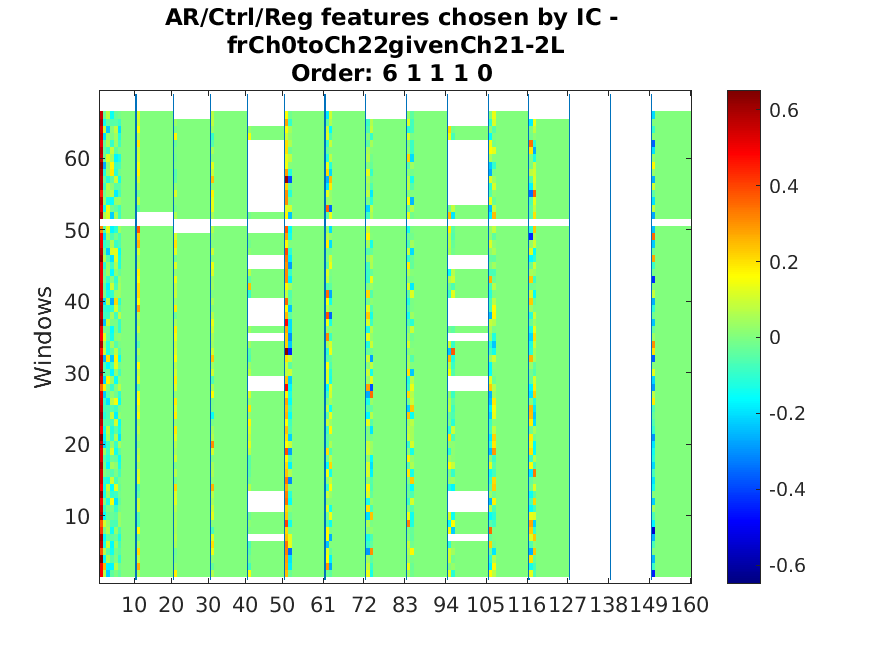 AR/Ctrl/Reg features chosen by IC -
frCh0toCh22givenCh21-2L
Order: 6 1 1 1 0
0.6
0.4
0.2
0
-0.2
-0.4
-0.6
60
50
40
30
20
10
Windows
10 20 30 40 50 61 72 83 94 105 116 127 138 149 160